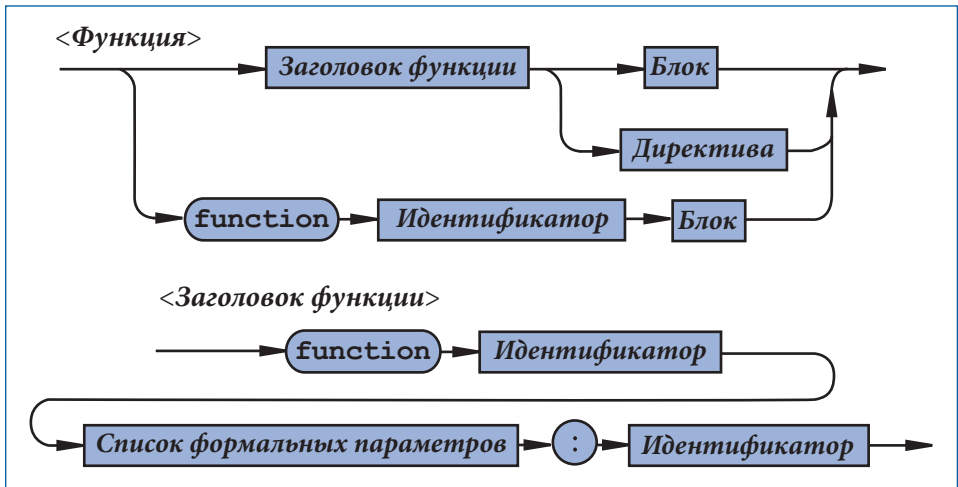 <Функция>
Заголовок функции Блок
Директива
function Идентификатор Блок
<Заголовок функции>
function Идентификатор
Список формальных параметров : Идентификатор